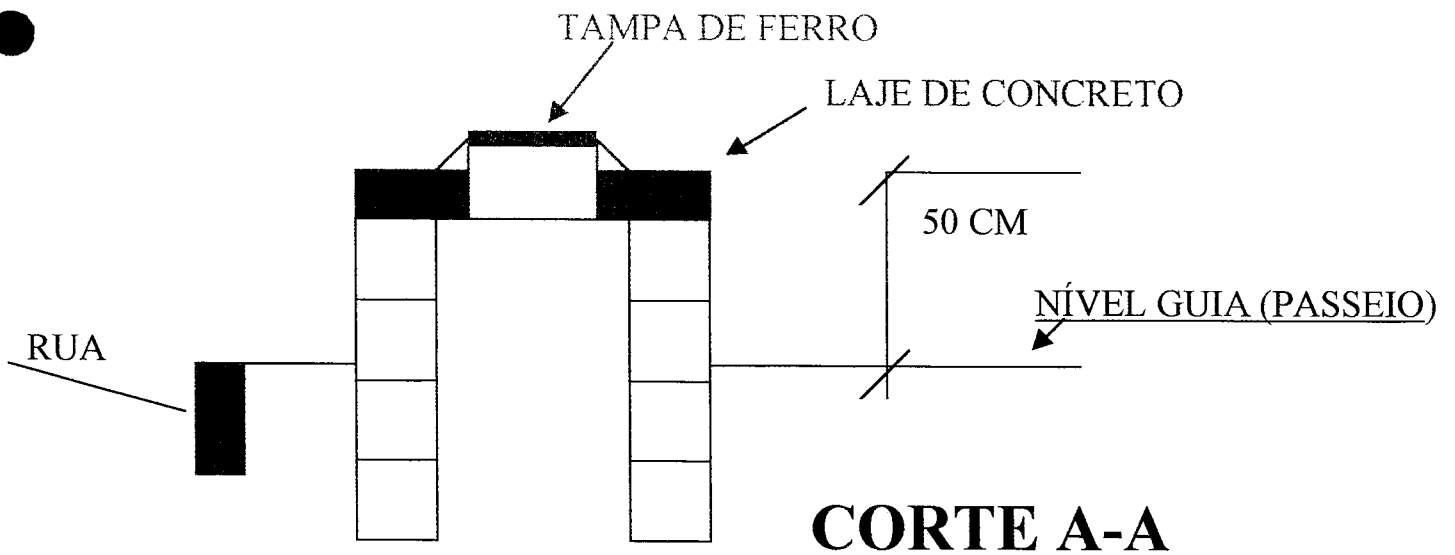 TAMPA DE FERRO
LAJE DE CONCRETO
50 CM
NÍVEL GUIA (PASSEIO)
RUA
CORTE A-A